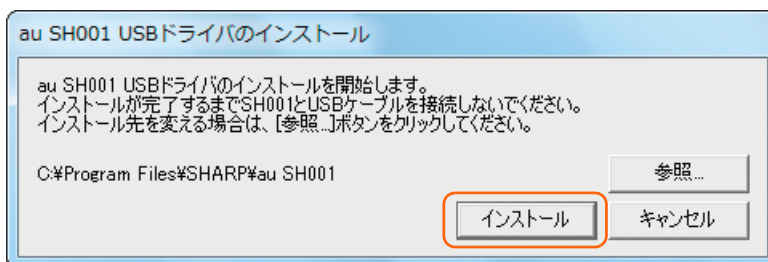 au SH001 USBドライバのインストール
au SH001 USBドライバのインストールを開始します。
インストールが完了するまでSH001とUSBケーブルを接続しないでください。
インストール先を変える場合は、[参照...]ボタンをクリックしてください。
C:¥Program Files¥SHARP¥au SH001
参照...
インストール
キャンセル